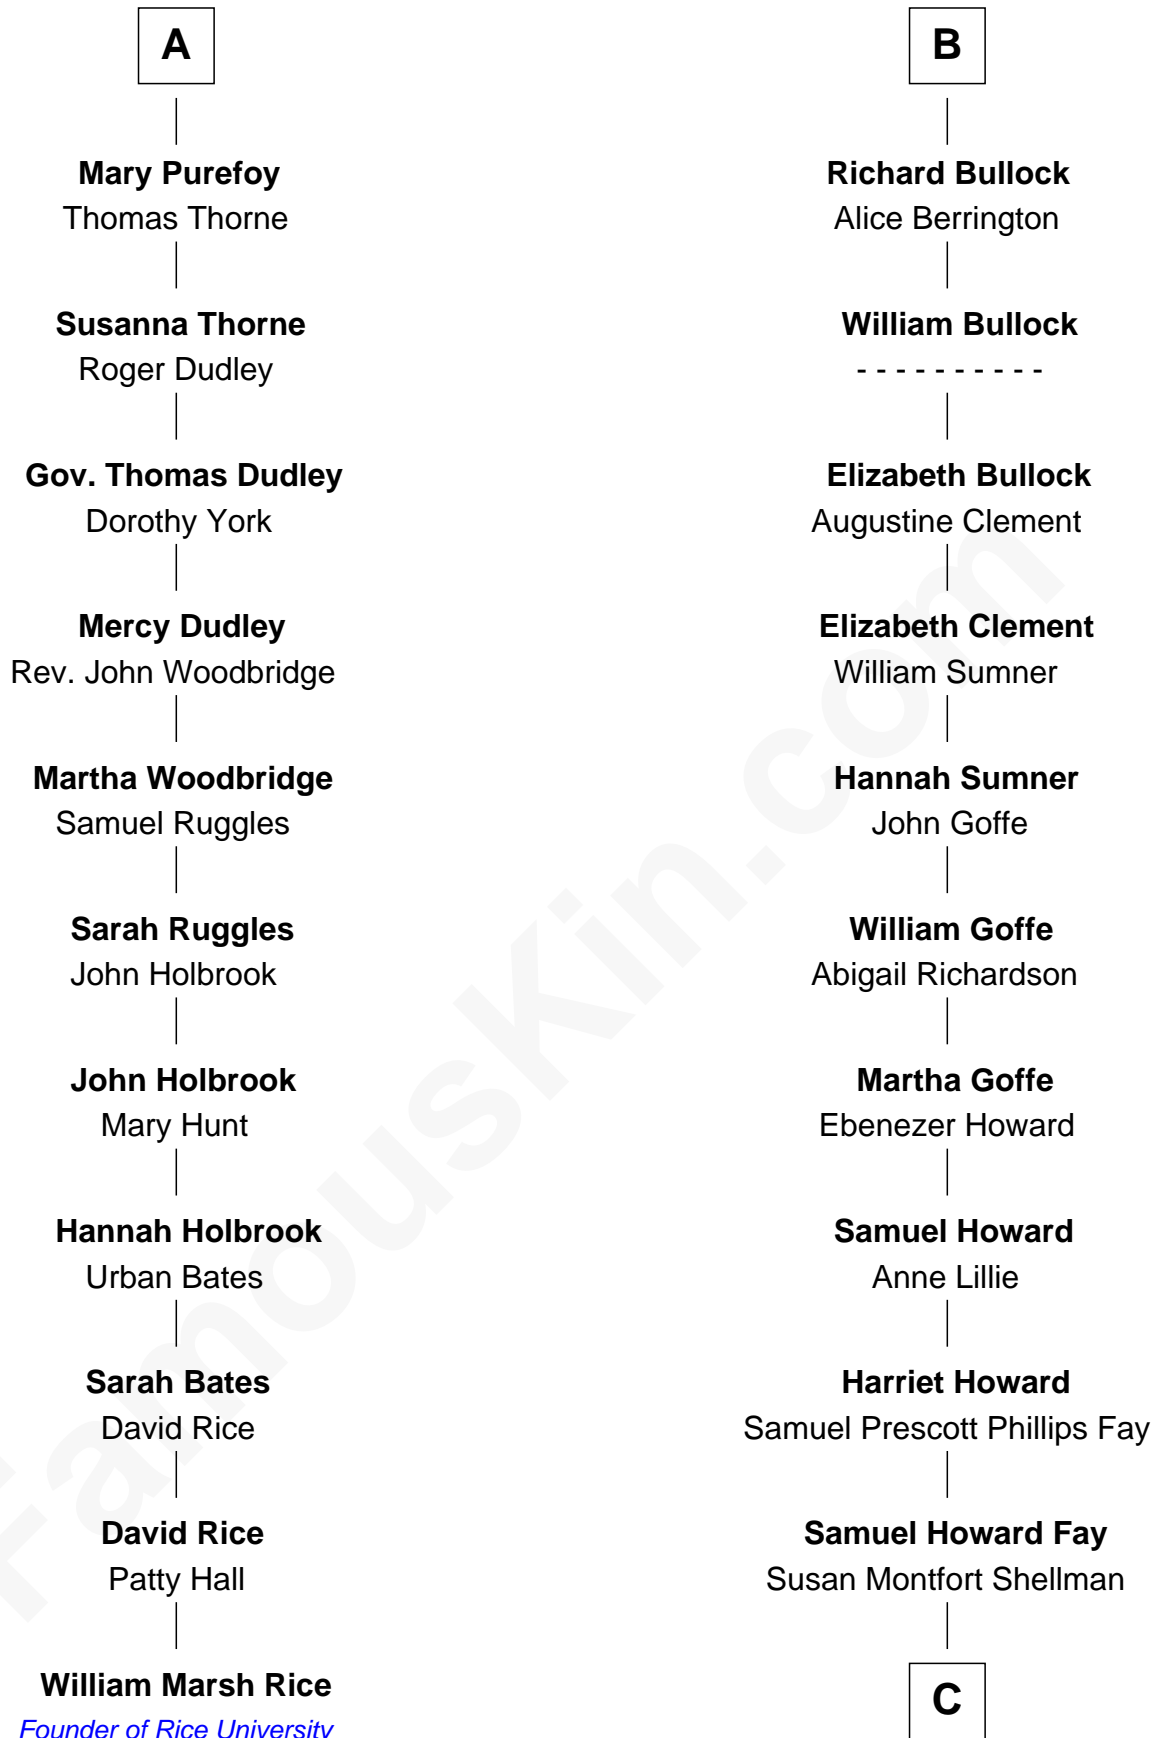 A
Mary Purefoy
Thomas Thorne
Susanna Thorne
Roger Dudley
Gov. Thomas Dudley
Dorothy York
Mercy Dudley
Rev. John Woodbridge
Martha Woodbridge
Samuel Ruggles
Sarah Ruggles
John Holbrook
John Holbrook
Mary Hunt
Hannah Holbrook
Urban Bates
Sarah Bates
David Rice
David Rice
Patty Hall
William Marsh Rice
Founder of Rice University
B
Richard Bullock
Alice Berrington
William Bullock
- - - - - - - - - -
Elizabeth Bullock
Augustine Clement
Elizabeth Clement
William Sumner
Hannah Sumner
John Goffe
William Goffe
Abigail Richardson
Martha Goffe
Ebenezer Howard
Samuel Howard
Anne Lillie
Harriet Howard
Samuel Prescott Phillips Fay
Samuel Howard Fay
Susan Montfort Shellman
C
FamousKin.com